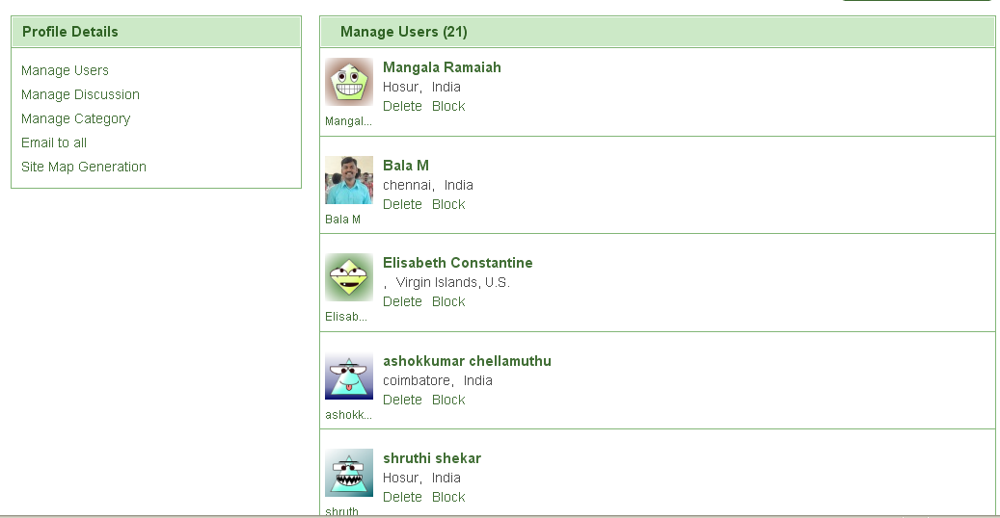 Profile Details
Manage Users
Manage Discussion
Manage Category
Email to all
Site Map Generation
Manage Users (21)
Mangala Ramaiah
Hosur, India
Delete Block
Mangal...
Bala M
chennai, India
Delete Block
Bala M
Elisabeth Constantine
, Virgin Islands, U.S.
Delete Block
Elisab...
ashokkumar chellamuthu
coimbatore, India
Delete Block
ashokk...
shruthi shekar
Hosur, India
Delete Block
shruth